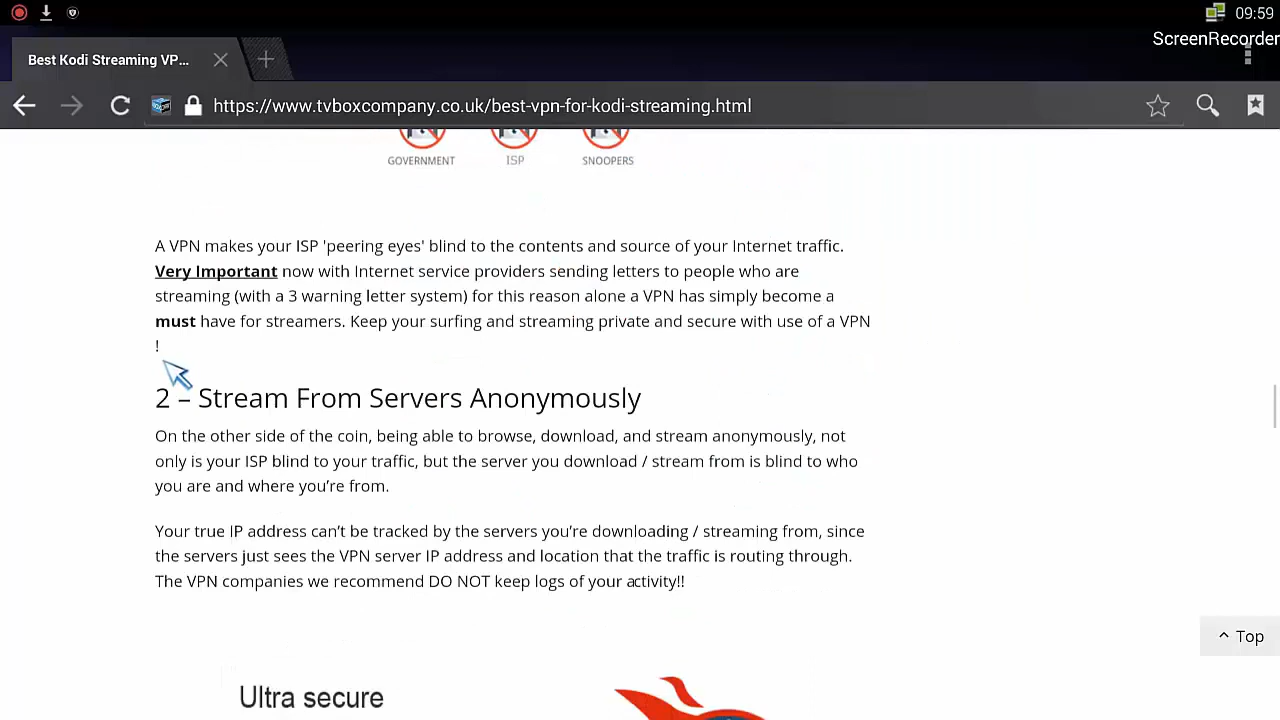 09:59
ScreenRecorder
Best Kodi Streaming VP...
https://www.tvboxcompany.co.uk/best-vpn-for-kodi-streaming.html
GOVERNMENT ISP SNOOPERS
A VPN makes your ISP 'peering eyes' blind to the contents and source of your Internet traffic.
Very Important now with Internet service providers sending letters to people who are
streaming (with a 3 warning letter system) for this reason alone a VPN has simply become a
must have for streamers. Keep your surfing and streaming private and secure with use of a VPN
!
2 – Stream From Servers Anonymously
On the other side of the coin, being able to browse, download, and stream anonymously, not
only is your ISP blind to your traffic, but the server you download / stream from is blind to who
you are and where you’re from.
Your true IP address can’t be tracked by the servers you’re downloading / streaming from, since
the servers just sees the VPN server IP address and location that the traffic is routing through.
The VPN companies we recommend DO NOT keep logs of your activity!!
Top
Ultra secure